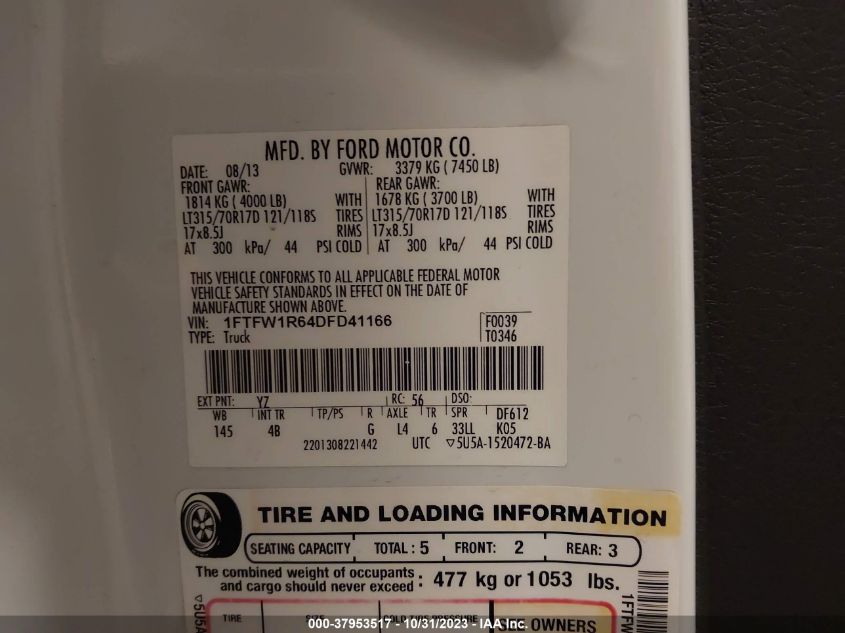 MFD. BY FORD MOTOR CO.
DATE: 08/13 GVWR: 3379 KG ( 7450 LB)
FRONT GAWR: REAR GAWR:
1814 KG ( 4000 LB) WITH 1678 KG ( 3700 LB) WITH
LT315/70R17D 121/118S TIRES LT315/70R17D 121/118S TIRES
17x8.5J RIMS 17x8.5J RIMS
AT 300 kPa/ 44 PSI COLD AT 300 kPa/ 44 PSI COLD
THIS VEHICLE CONFORMS TO ALL APPLICABLE FEDERAL MOTOR
VEHICLE SAFETY STANDARDS IN EFFECT ON THE DATE OF
MANUFACTURE SHOWN ABOVE.
VIN: 1FTFW1R64DFD41166 F0039
TYPE: Truck T0346
EXT PNT: YZ RC: 56 DSO:
WB INT TR TP/PS R AXLE TR SPR DF612
145 4B G L4 6 33LL K05
2201308221442 UTC ▽5U5A-1520472-BA
TIRE AND LOADING INFORMATION
SEATING CAPACITY TOTAL : 5 FRONT: 2 REAR: 3
The combined weight of occupants
and cargo should never exceed : 477 kg or 1053 lbs.
TIRE SEE OWNERS
▽5U5A
1FTFW
000-37953517 - 10/31/2023 - IAA Inc.